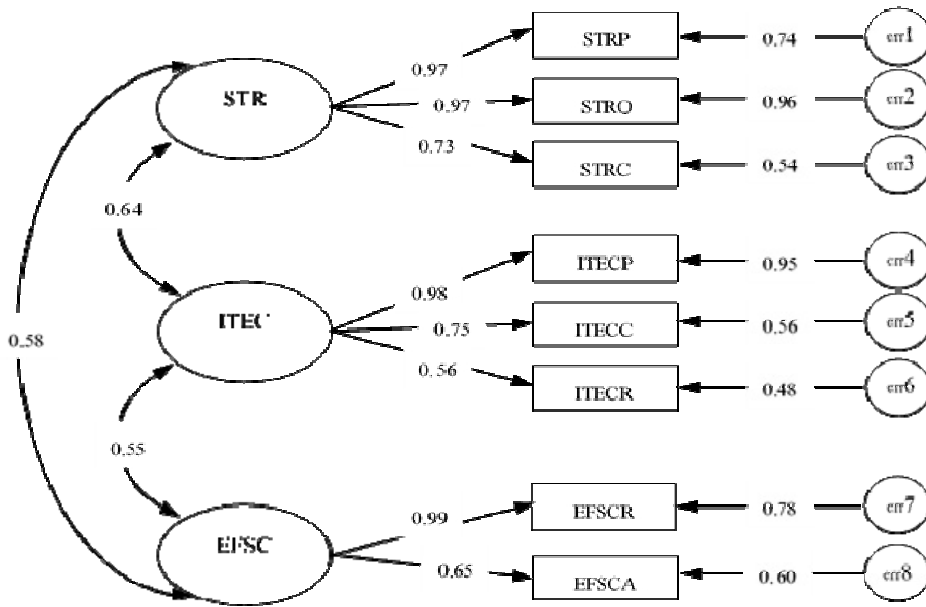 STRP
0.74
err1
0.97
STR
STRO
0.96
err2
0.97
0.73
STRC
0.54
err3
0.64
ITECP
0.95
err4
0.98
ITEC
0.75
ITECC
0.56
err5
0.58
0.56
ITECR
0.48
err6
0.55
0.99
EFSCR
0.78
err7
EFSC
0.65
EFSCA
0.60
err8